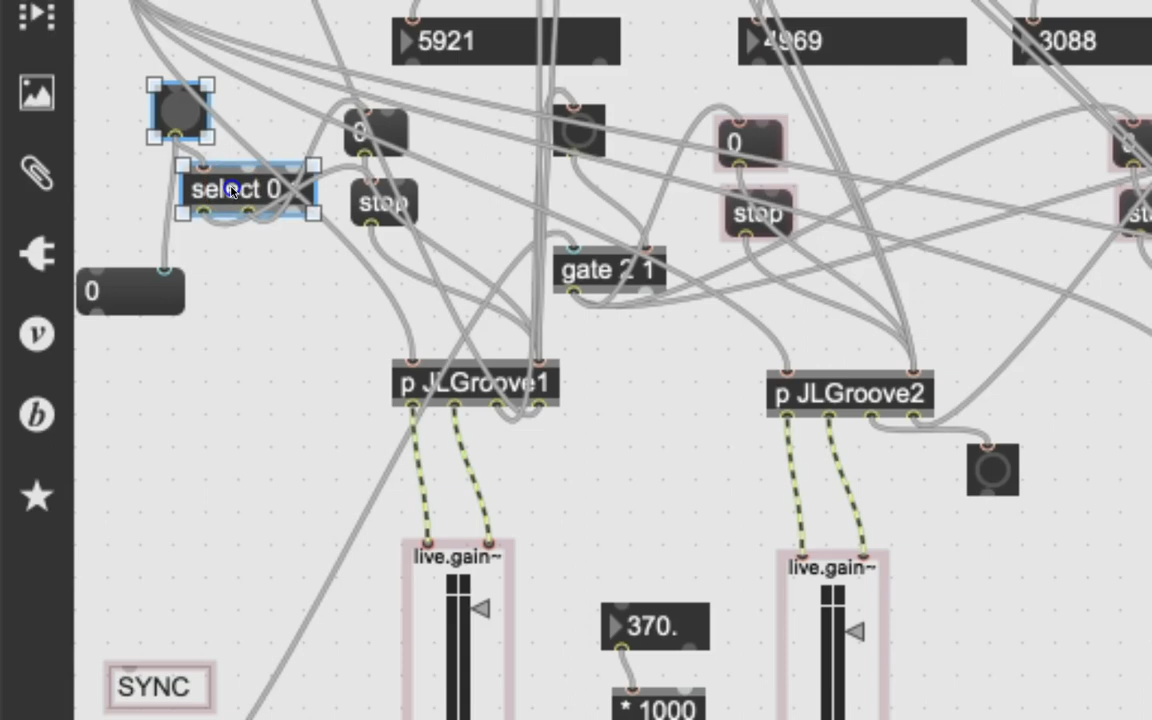 5921
4969
3088
0
0
select 0
stop
stop
gate 2 1
0
p JLGroove1
p JLGroove2
live.gain~
live.gain~
370.
SYNC
* 1000